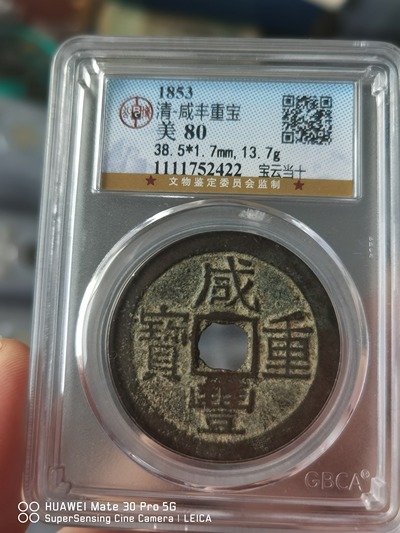 1853
清·咸丰重宝
美 80
38.5*1.7mm, 13.7g
1111752422 宝云当十
★ 文物鉴定委员会监制 ★
咸
寶 重
豐
GBCA®
HUAWEI Mate 30 Pro 5G
SuperSensing Cine Camera | LEICA